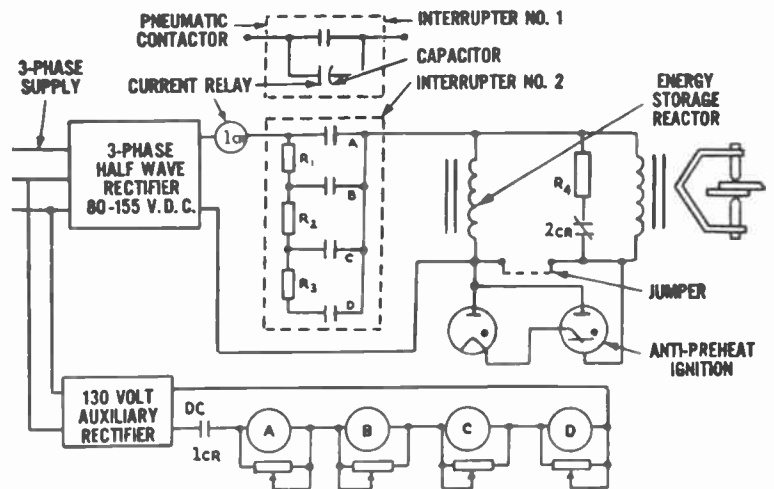 PNEUMATIC
CONTACTOR
INTERRUPTER NO. 1
CAPACITOR
3-PHASE
SUPPLY
CURRENT RELAY
INTERRUPTER NO. 2
ENERGY
STORAGE
REACTOR
1a
A
3-PHASE
HALF WAVE
RECTIFIER
80-155 V.D.C.
R1
B
R2
C
R3
D
R4
2CR
JUMPER
ANTI-PREHEAT
IGNITION
130 VOLT
AUXILIARY
RECTIFIER
DC
1CR
A
B
C
D